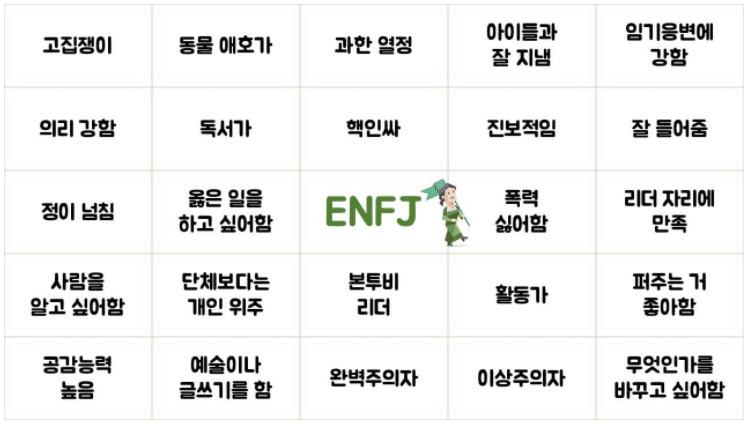 고집쟁이
동물 애호가
과한 열정
아이들과
잘 지냄
임기응변에
강함
의리 강함
독서가
핵인싸
진보적임
잘 들어줌
정이 넘침
옳은 일을
하고 싶어함
ENFJ
폭력
싫어함
리더 자리에
만족
사람을
알고 싶어함
단체보다는
개인 위주
본투비
리더
활동가
퍼주는 거
좋아함
공감능력
높음
예술이나
글쓰기를 함
완벽주의자
이상주의자
무엇인가를
바꾸고 싶어함